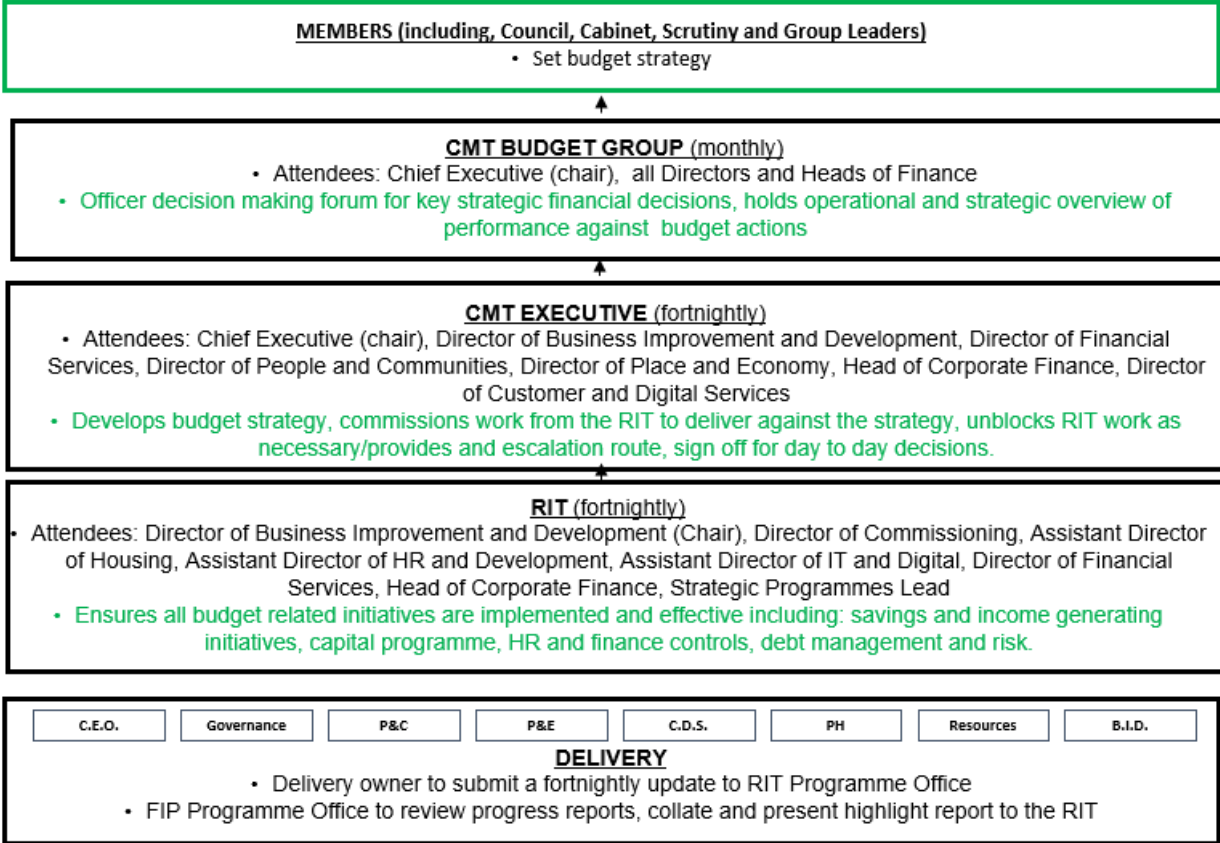 MEMBERS (including, Council, Cabinet, Scrutiny and Group Leaders)
• Set budget strategy
CMT BUDGET GROUP (monthly)
• Attendees: Chief Executive (chair), all Directors and Heads of Finance
• Officer decision making forum for key strategic financial decisions, holds operational and strategic overview of
performance against budget actions
CMT EXECUTIVE (fortnightly)
• Attendees: Chief Executive (chair), Director of Business Improvement and Development, Director of Financial
Services, Director of People and Communities, Director of Place and Economy, Head of Corporate Finance, Director
of Customer and Digital Services
• Develops budget strategy, commissions work from the RIT to deliver against the strategy, unblocks RIT work as
necessary/provides and escalation route, sign off for day to day decisions.
RIT (fortnightly)
• Attendees: Director of Business Improvement and Development (Chair), Director of Commissioning, Assistant Director
of Housing, Assistant Director of HR and Development, Assistant Director of IT and Digital, Director of Financial
Services, Head of Corporate Finance, Strategic Programmes Lead
• Ensures all budget related initiatives are implemented and effective including: savings and income generating
initiatives, capital programme, HR and finance controls, debt management and risk.
C.E.O. Governance P&C P&E C.D.S. PH Resources B.I.D.
DELIVERY
• Delivery owner to submit a fortnightly update to RIT Programme Office
• FIP Programme Office to review progress reports, collate and present highlight report to the RIT